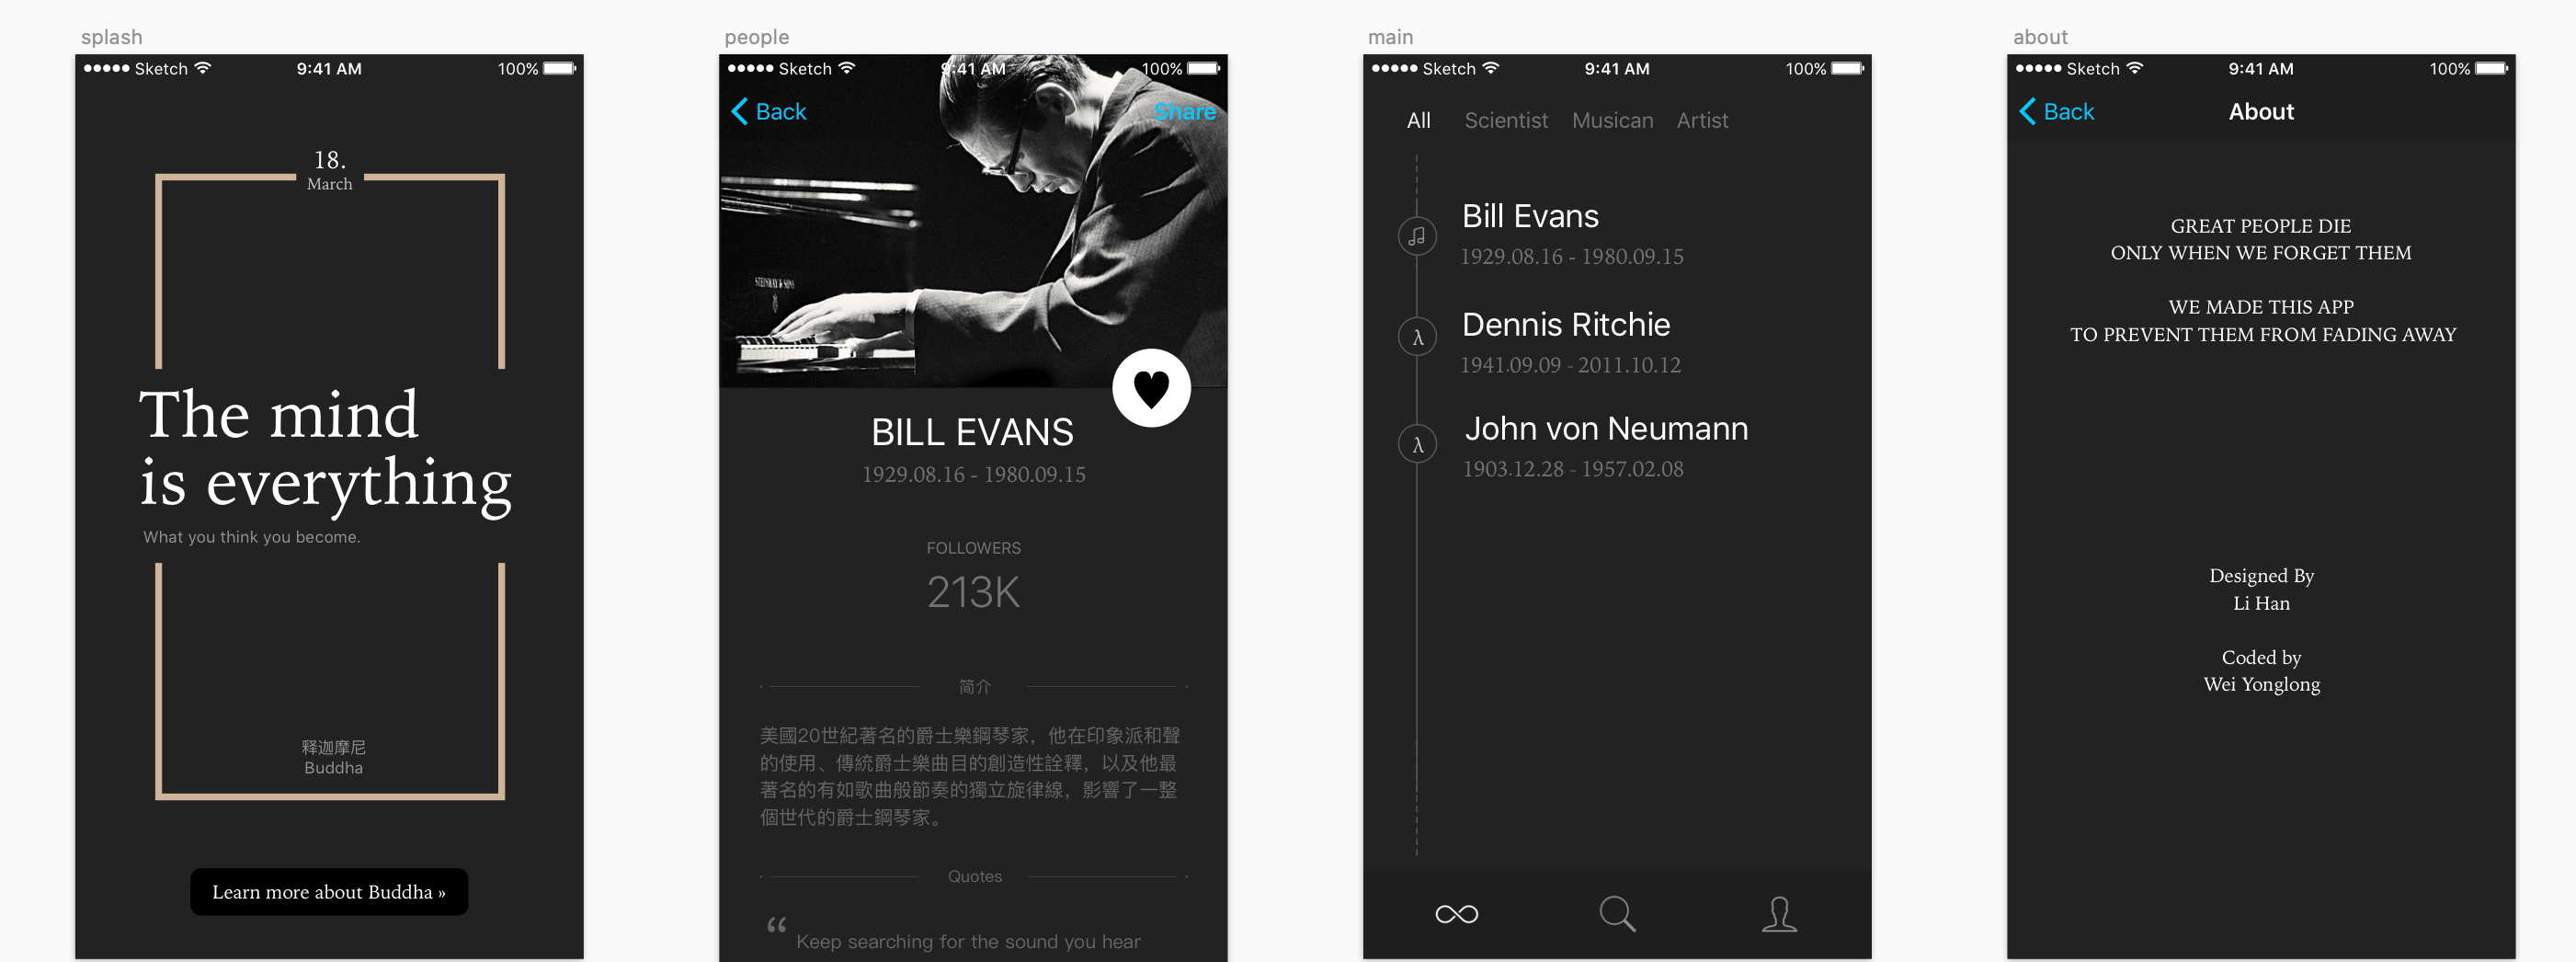 splash
Sketch 9:41 AM 100%
18.
March
The mind
is everything
What you think you become.
释迦摩尼
Buddha
Learn more about Buddha »
people
Sketch 9:41 AM 100%
Back Share
STEINWAY & SONS
BILL EVANS
1929.08.16 - 1980.09.15
FOLLOWERS
213K
简介
美國20世紀著名的爵士樂鋼琴家，他在印象派和聲
的使用、傳統爵士樂曲目的創造性詮釋，以及他最
著名的有如歌曲般節奏的獨立旋律線，影響了一整
個世代的爵士鋼琴家。
Quotes
“ Keep searching for the sound you hear
main
Sketch 9:41 AM 100%
All Scientist Musican Artist
Bill Evans
1929.08.16 - 1980.09.15
λ Dennis Ritchie
1941.09.09 - 2011.10.12
λ John von Neumann
1903.12.28 - 1957.02.08
about
Sketch 9:41 AM 100%
Back About
GREAT PEOPLE DIE
ONLY WHEN WE FORGET THEM
WE MADE THIS APP
TO PREVENT THEM FROM FADING AWAY
Designed By
Li Han
Coded by
Wei Yonglong